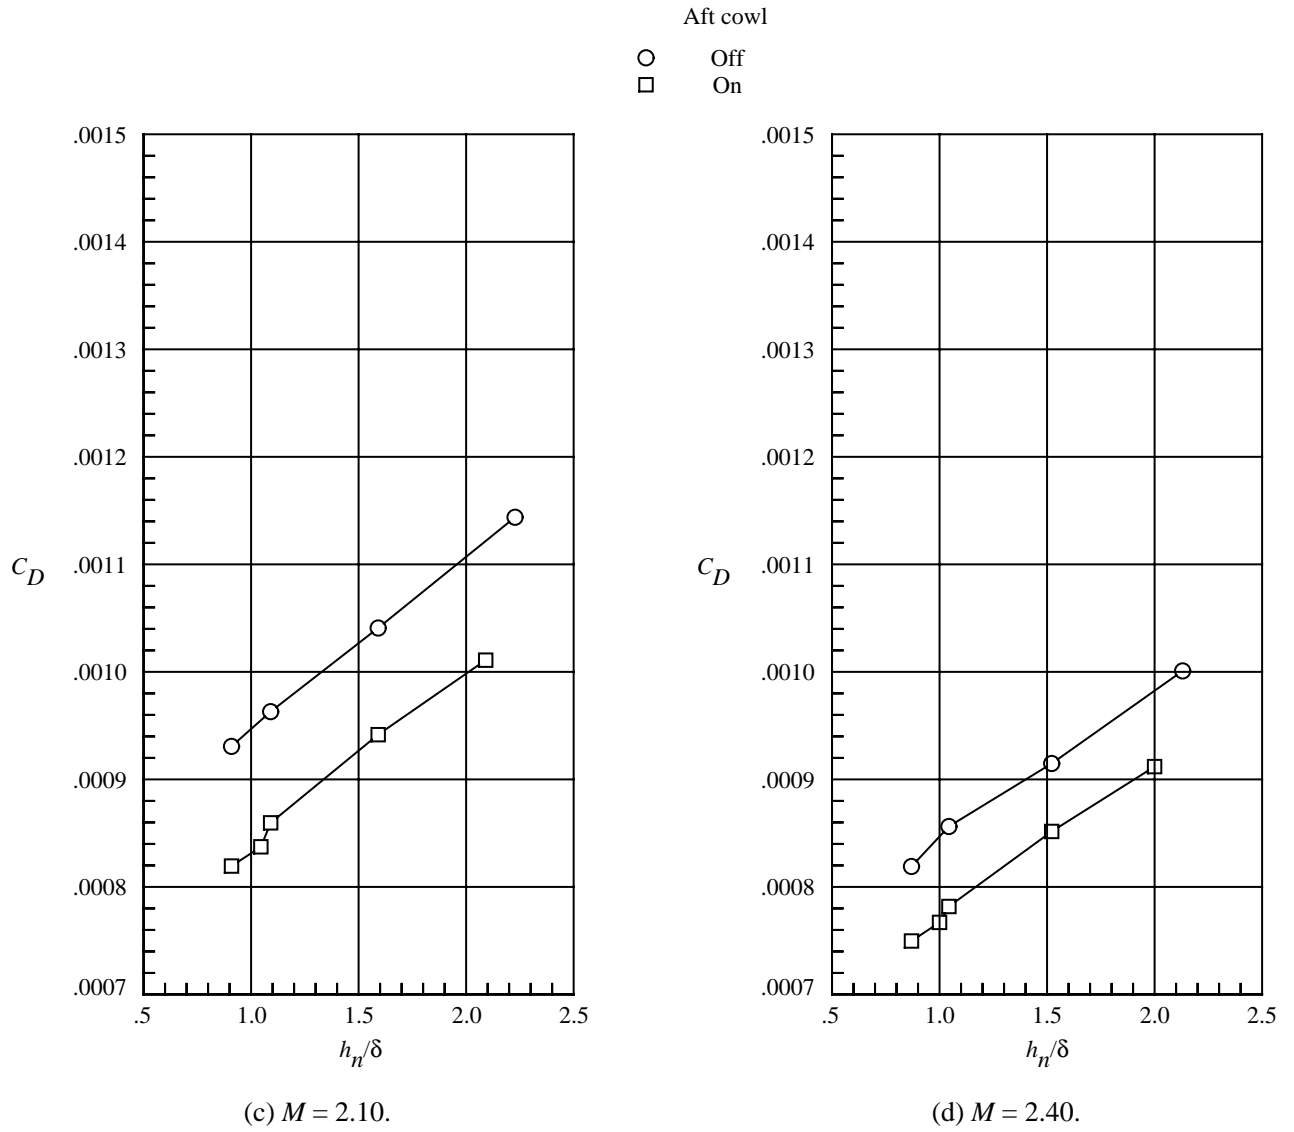 Aft cowl
Off
On
.0015
.0014
.0013
.0012
.0011
.0010
.0009
.0008
.0007
C_D
.5 1.0 1.5 2.0 2.5
h_n/δ
(c) M = 2.10.
.0015
.0014
.0013
.0012
.0011
.0010
.0009
.0008
.0007
C_D
.5 1.0 1.5 2.0 2.5
h_n/δ
(d) M = 2.40.